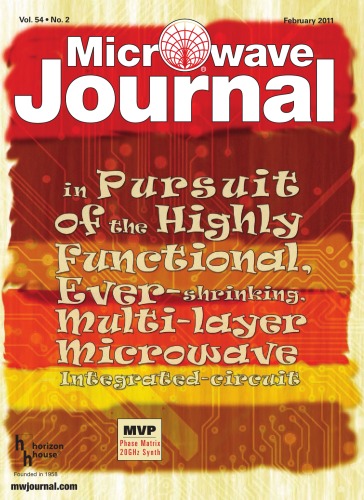 Vol. 54 • No. 2
February 2011
Microwave
®
Journal
in Pursuit
of the Highly
Functional,
Ever-shrinking,
Multi-layer
Microwave
Integrated-circuit
MVP
Phase Matrix
20GHz Synth
h
h
horizon
house
®
Founded in 1958
mwjournal.com